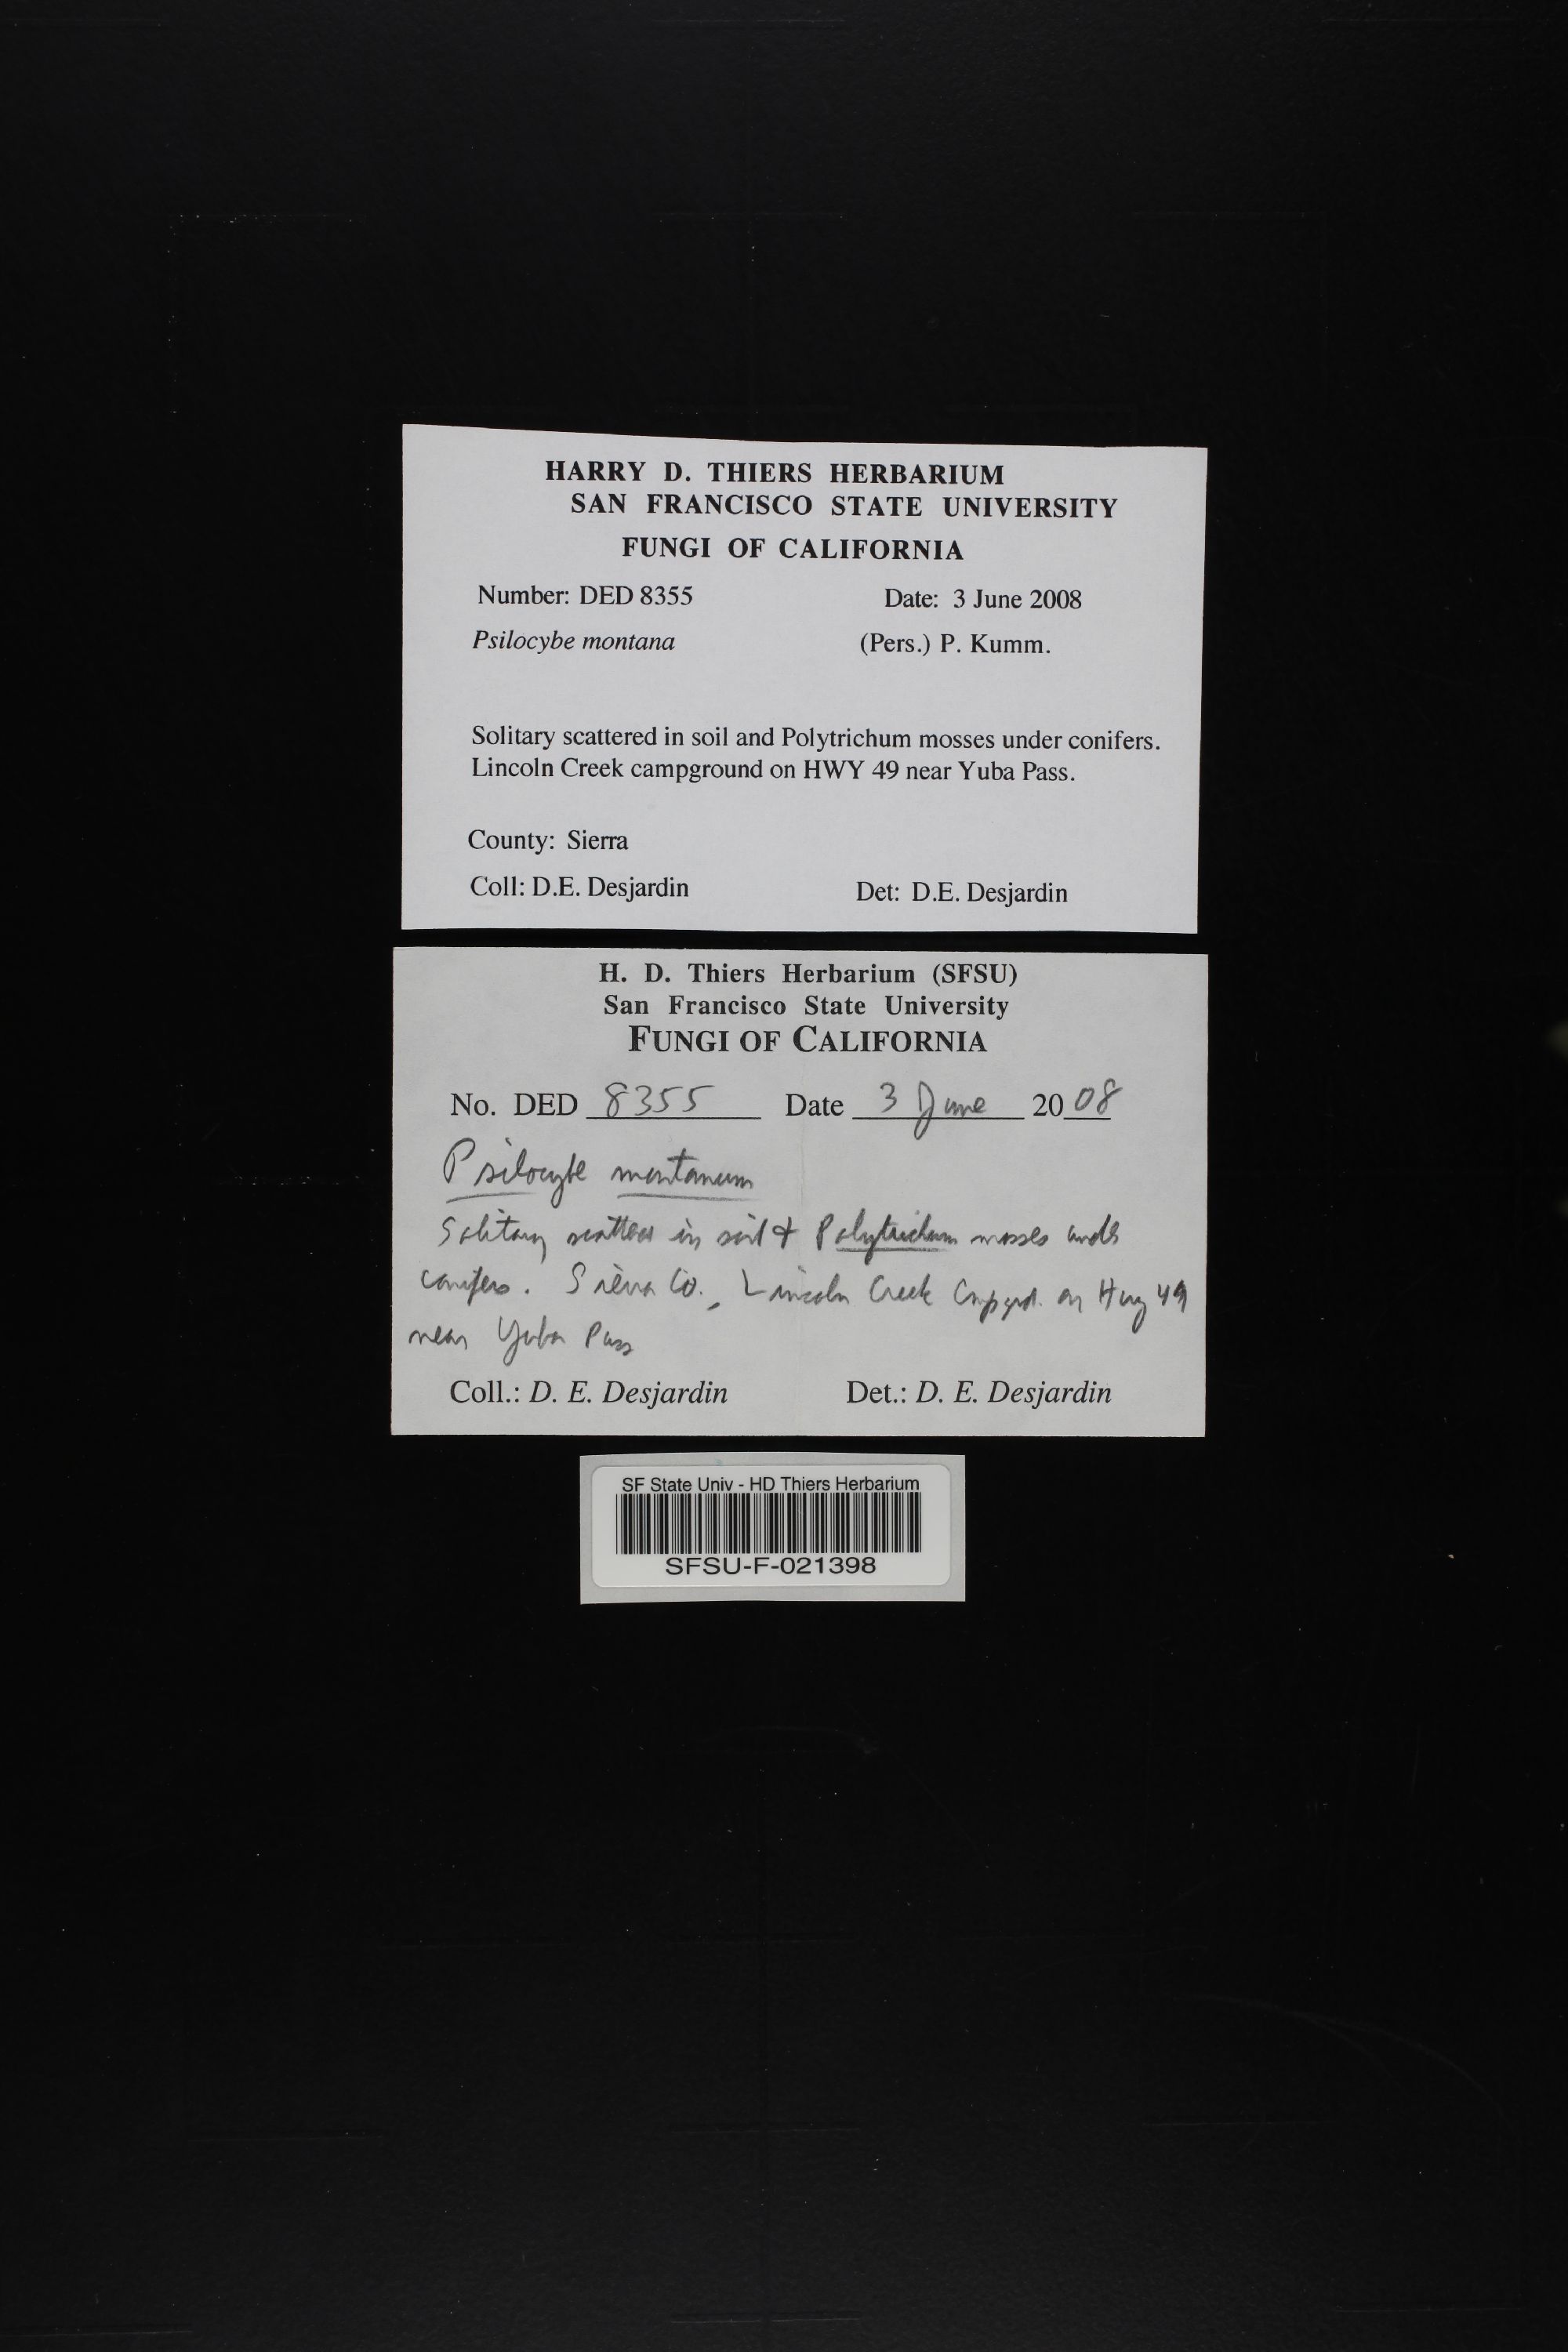 HARRY D. THIERS HERBARIUM
SAN FRANCISCO STATE UNIVERSITY
FUNGI OF CALIFORNIA
Number: DED 8355 Date: 3 June 2008
Psilocybe montana (Pers.) P. Kumm.
Solitary scattered in soil and Polytrichum mosses under conifers.
Lincoln Creek campground on HWY 49 near Yuba Pass.
County: Sierra
Coll: D.E. Desjardin Det: D.E. Desjardin
H. D. Thiers Herbarium (SFSU)
San Francisco State University
FUNGI OF CALIFORNIA
No. DED 8355 Date 3 June 2008
Psilocybe montanum
Solitary scattered in soil & Polytrichum mosses under
conifers. Sierra Co., Lincoln Creek Cmpgrd. on Hwy 49
near Yuba Pass
Coll.: D. E. Desjardin Det.: D. E. Desjardin
SF State Univ - HD Thiers Herbarium
SFSU-F-021398